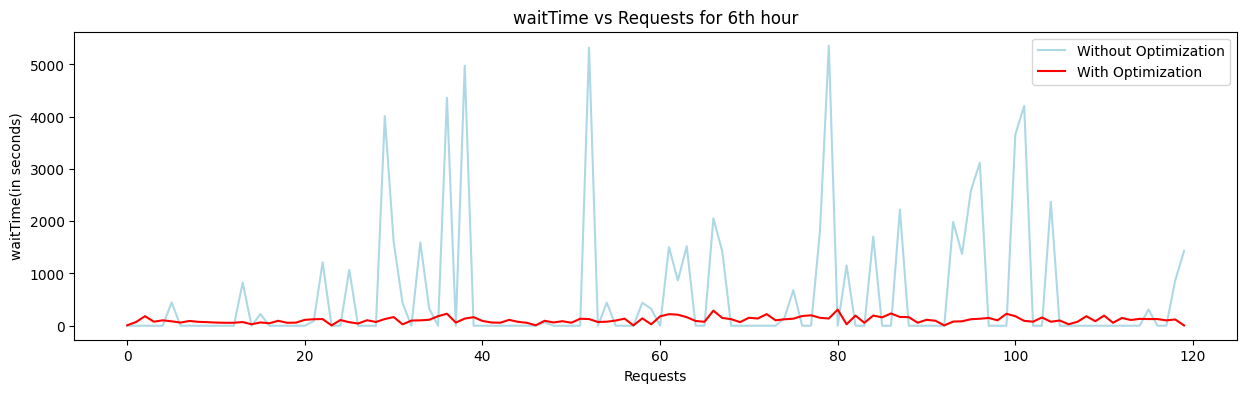 waitTime vs Requests for 6th hour
Without Optimization
With Optimization
waitTime(in seconds)
5000
4000
3000
2000
1000
0
0 20 40 60 80 100 120
Requests